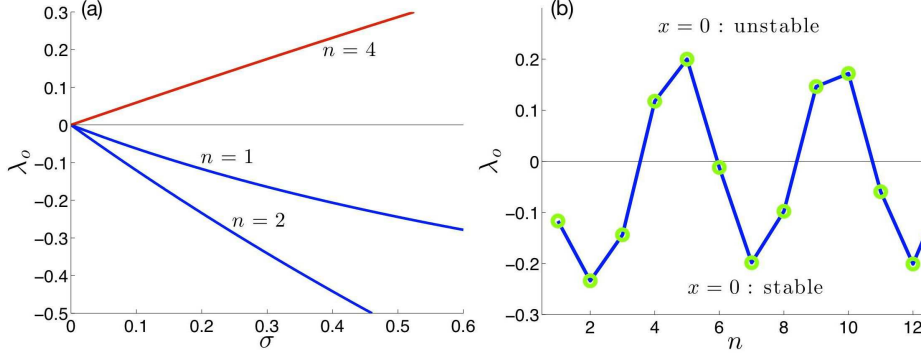 (a)
0.3
0.2
0.1
0
−0.1
−0.2
−0.3
−0.4
−0.5
λₒ
n = 4
n = 1
n = 2
0 0.1 0.2 0.3 0.4 0.5 0.6
σ
(b)
0.2
0.1
0
−0.1
−0.2
−0.3
λₒ
x = 0 : unstable
x = 0 : stable
2 4 6 8 10 12
n